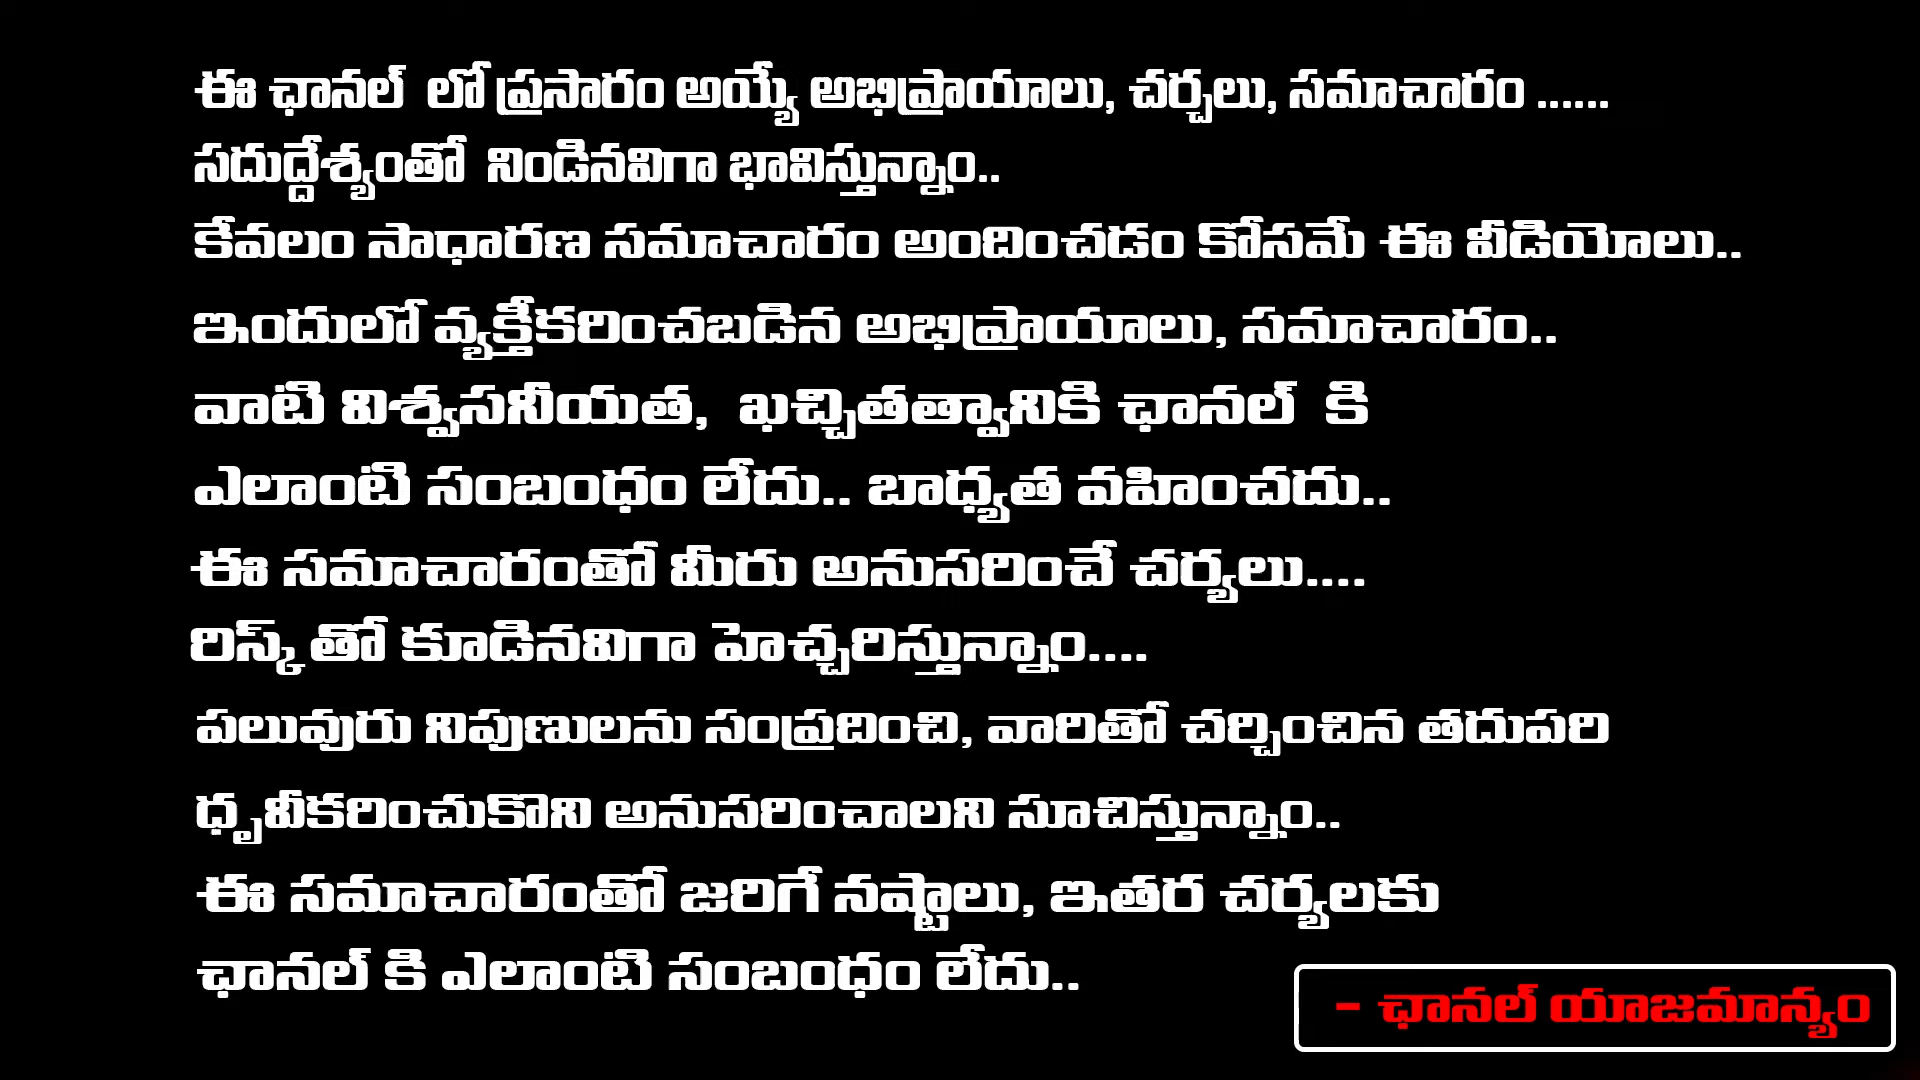 ఈ ఛానల్ లో ప్రసారం అయ్యే అభిప్రాయాలు, చర్చలు, సమాచారం ......
సదుద్దేశ్యంతో నిండినవిగా భావిస్తున్నాం..
కేవలం సాధారణ సమాచారం అందించడం కోసమే ఈ వీడియోలు..
ఇందులో వ్యక్తీకరించబడిన అభిప్రాయాలు, సమాచారం..
వాటి విశ్వసనీయత, ఖచ్చితత్వానికి ఛానల్ కి
ఎలాంటి సంబంధం లేదు.. బాధ్యత వహించదు..
ఈ సమాచారంతో మీరు అనుసరించే చర్యలు....
రిస్క్ తో కూడినవిగా హెచ్చరిస్తున్నాం....
పలువురు నిపుణులను సంప్రదించి, వారితో చర్చించిన తదుపరి
ధృవీకరించుకొని అనుసరించాలని సూచిస్తున్నాం..
ఈ సమాచారంతో జరిగే నష్టాలు, ఇతర చర్యలకు
ఛానల్ కి ఎలాంటి సంబంధం లేదు..
- ఛానల్ యాజమాన్యం